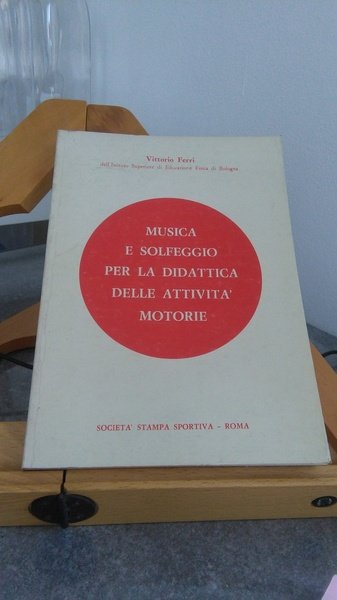 Vittorio Ferri
dell'Istituto Superiore di Educazione Fisica di Bologna
MUSICA
E SOLFEGGIO
PER LA DIDATTICA
DELLE ATTIVITA'
MOTORIE
SOCIETA' STAMPA SPORTIVA - ROMA